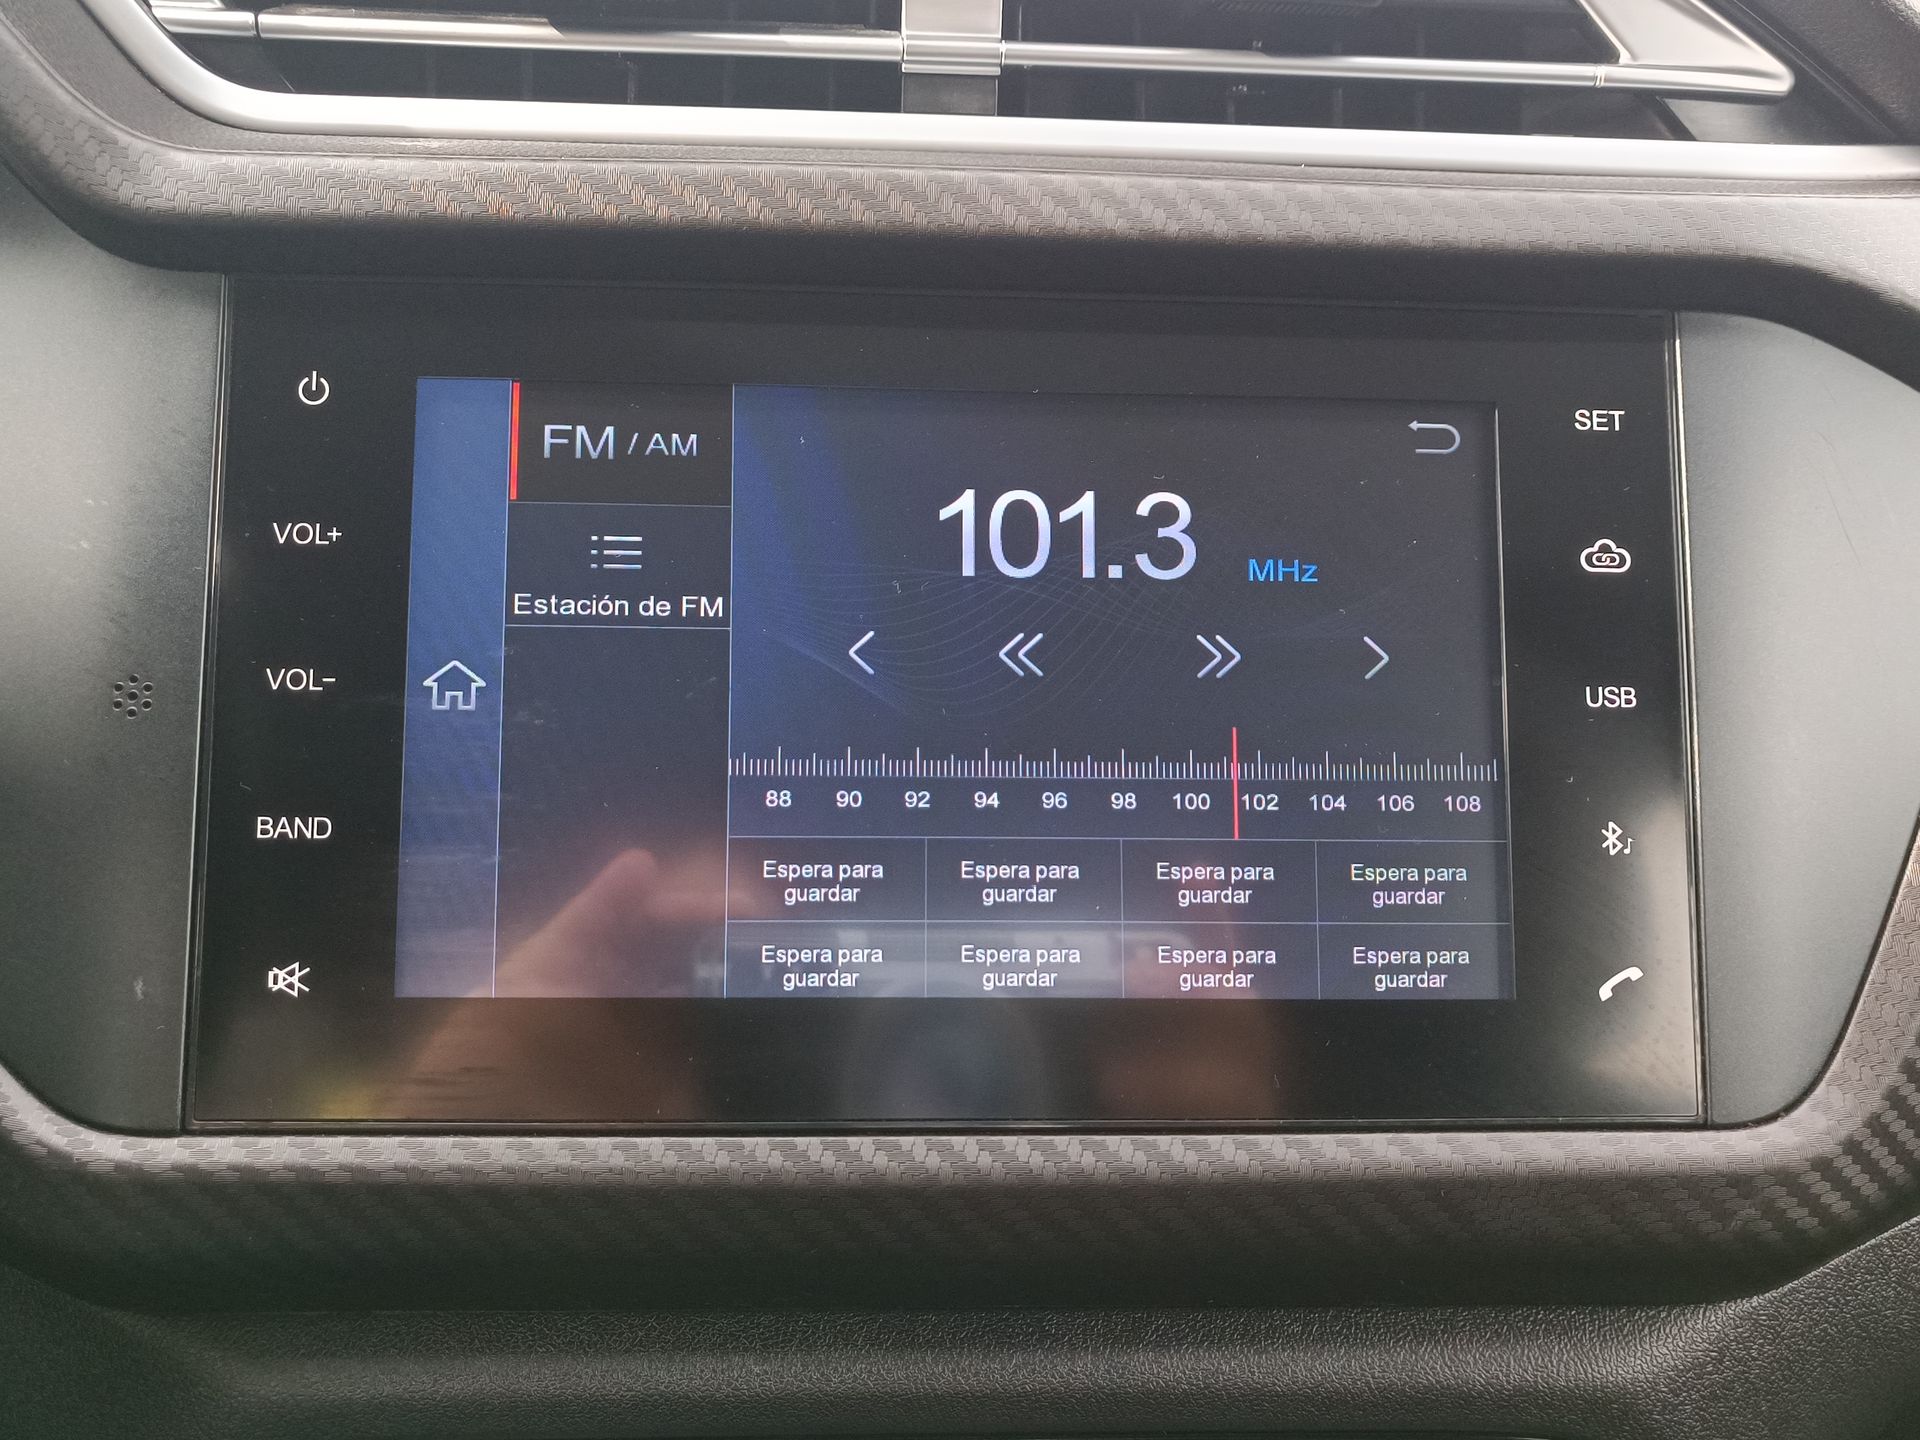 FM / AM
SET
101.3
MHz
VOL+
Estación de FM
VOL-
USB
88 90 92 94 96 98 100 102 104 106 108
BAND
Espera para
guardar
Espera para
guardar
Espera para
guardar
Espera para
guardar
Espera para
guardar
Espera para
guardar
Espera para
guardar
Espera para
guardar